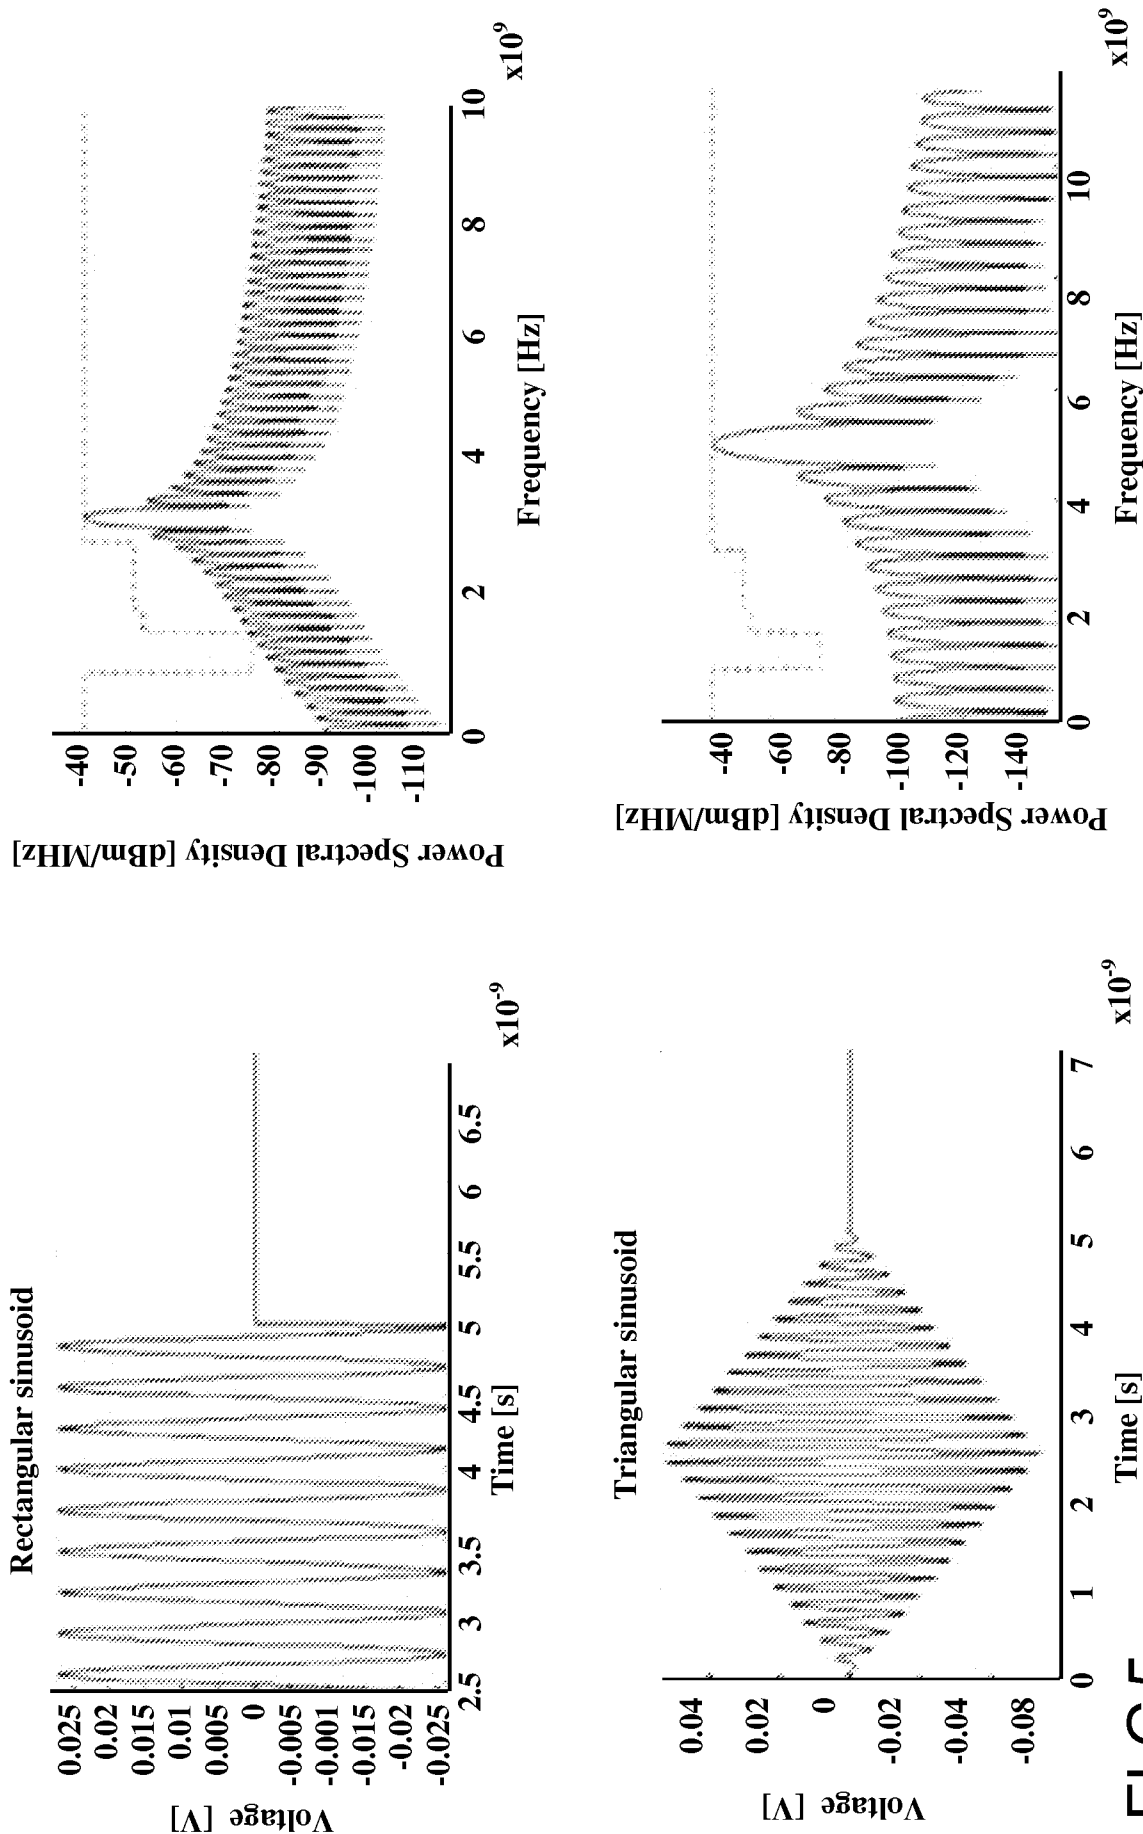 Rectangular sinusoid
Voltage [V]
0.025
0.02
0.015
0.01
0.005
0
-0.005
-0.001
-0.015
-0.02
-0.025
2.5 3 3.5 4 4.5 5 5.5 6 6.5
x10-9
Time [s]
Power Spectral Density [dBm/MHz]
-40
-50
-60
-70
-80
-90
-100
-110
0 2 4 6 8 10
x10⁹
Frequency [Hz]
Triangular sinusoid
Voltage [V]
0.04
0.02
0
-0.02
-0.04
-0.08
0 1 2 3 4 5 6 7
x10-9
Time [s]
Power Spectral Density [dBm/MHz]
-40
-60
-80
-100
-120
-140
0 2 4 6 8 10
x10⁹
Frequency [Hz]